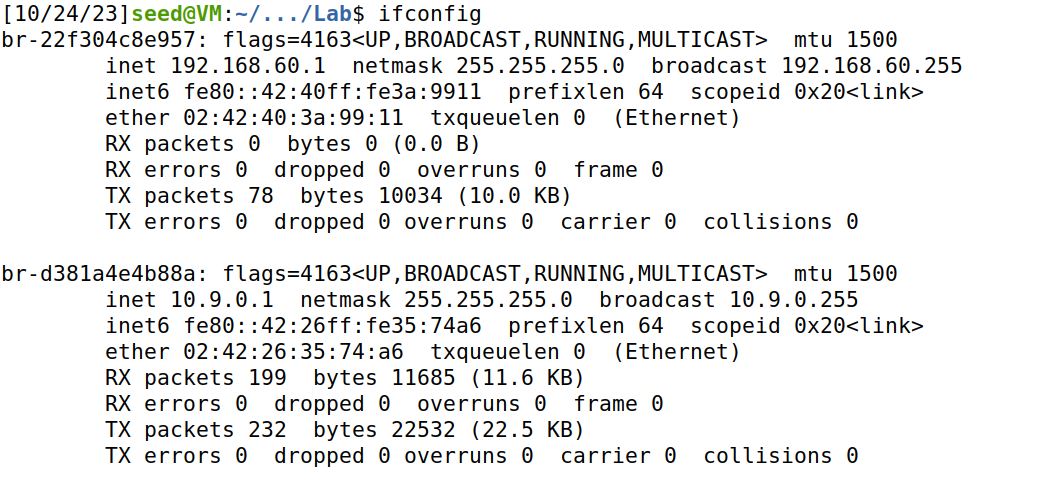 [10/24/23]seed@VM:~/.../Lab$ ifconfig
br-22f304c8e957: flags=4163<UP,BROADCAST,RUNNING,MULTICAST>  mtu 1500
        inet 192.168.60.1  netmask 255.255.255.0  broadcast 192.168.60.255
        inet6 fe80::42:40ff:fe3a:9911  prefixlen 64  scopeid 0x20<link>
        ether 02:42:40:3a:99:11  txqueuelen 0  (Ethernet)
        RX packets 0  bytes 0 (0.0 B)
        RX errors 0  dropped 0  overruns 0  frame 0
        TX packets 78  bytes 10034 (10.0 KB)
        TX errors 0  dropped 0 overruns 0  carrier 0  collisions 0

br-d381a4e4b88a: flags=4163<UP,BROADCAST,RUNNING,MULTICAST>  mtu 1500
        inet 10.9.0.1  netmask 255.255.255.0  broadcast 10.9.0.255
        inet6 fe80::42:26ff:fe35:74a6  prefixlen 64  scopeid 0x20<link>
        ether 02:42:26:35:74:a6  txqueuelen 0  (Ethernet)
        RX packets 199  bytes 11685 (11.6 KB)
        RX errors 0  dropped 0  overruns 0  frame 0
        TX packets 232  bytes 22532 (22.5 KB)
        TX errors 0  dropped 0 overruns 0  carrier 0  collisions 0